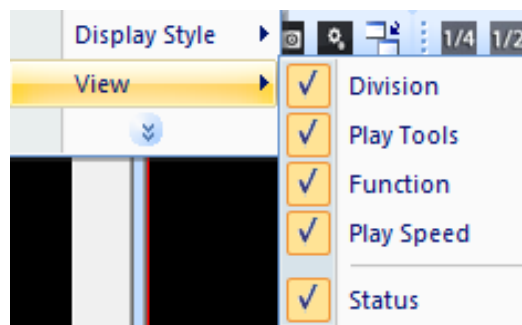 Display Style
1/4 1/2
View
Division
Play Tools
Function
Play Speed
Status